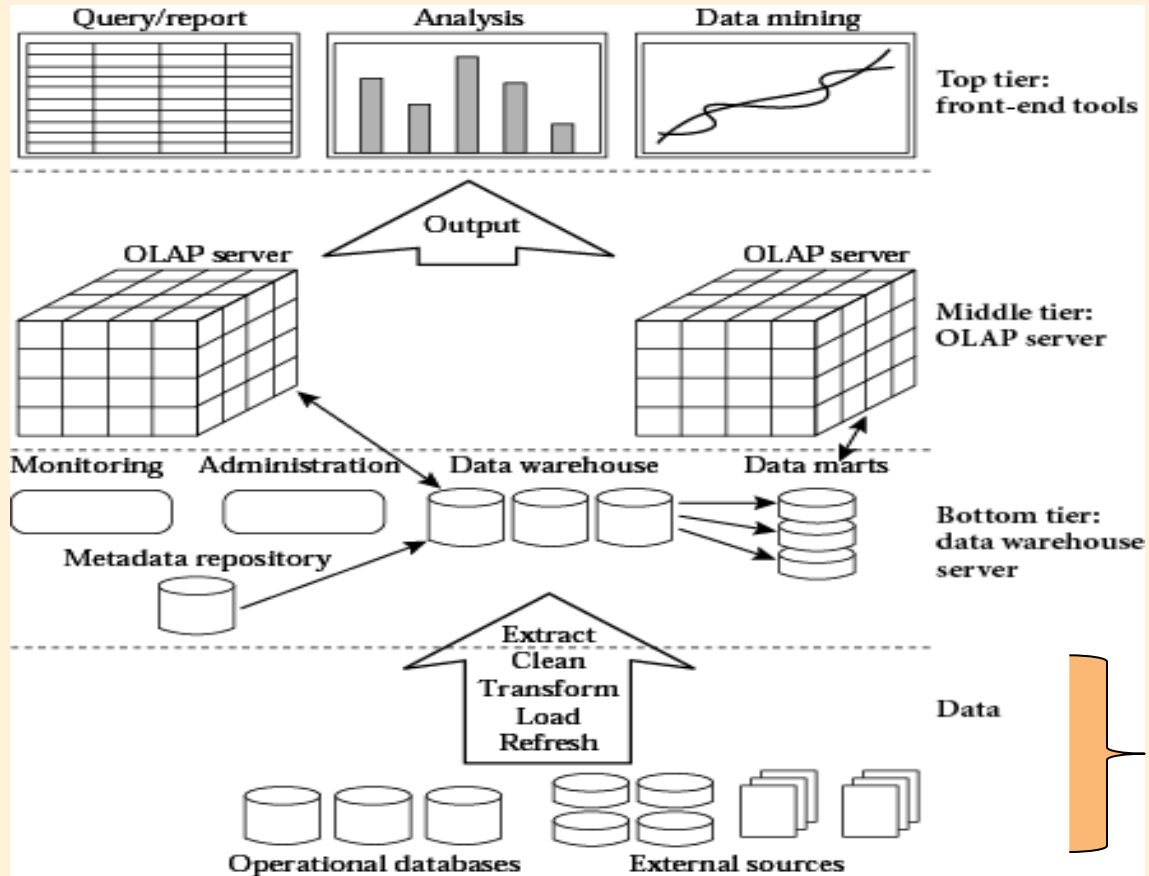 Query/report
Analysis
Data mining
Top tier:
front-end tools
Output
OLAP server
OLAP server
Middle tier:
OLAP server
Monitoring
Administration
Data warehouse
Data marts
Bottom tier:
data warehouse
server
Metadata repository
Extract
Clean
Transform
Load
Refresh
Data
Operational databases
External sources